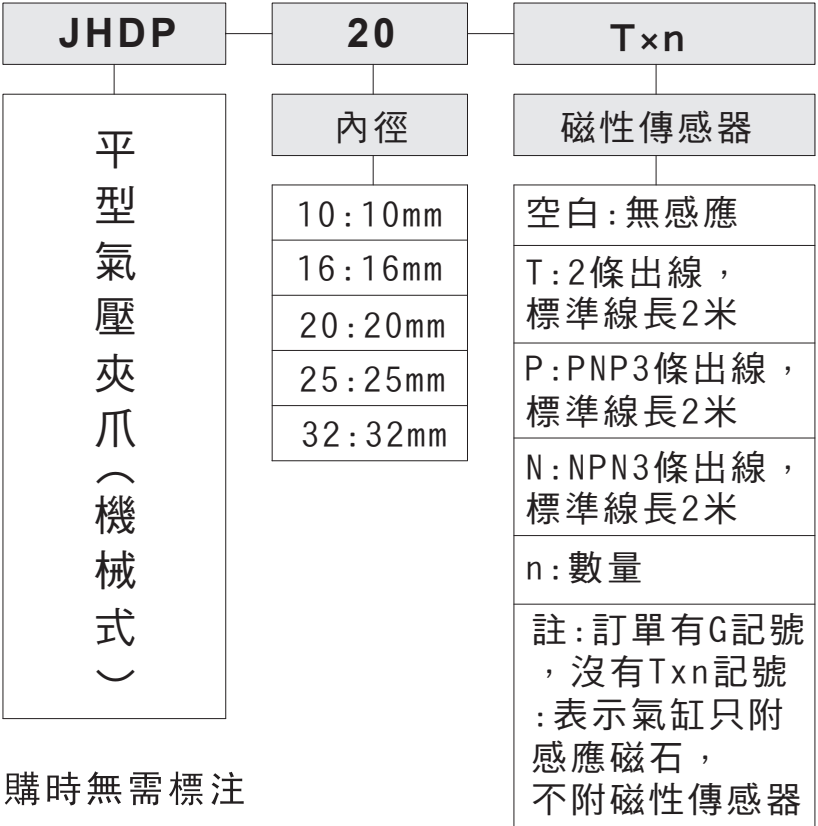 JHDP
20
T×n
平型氣壓夾爪(機械式)
內徑
10:10mm
16:16mm
20:20mm
25:25mm
32:32mm
磁性傳感器
空白:無感應
T:2條出線,
標準線長2米
P:PNP3條出線,
標準線長2米
N:NPN3條出線,
標準線長2米
n:數量
註:訂單有G記號
,沒有Txn記號
:表示氣缸只附
感應磁石,
不附磁性傳感器
購時無需標注